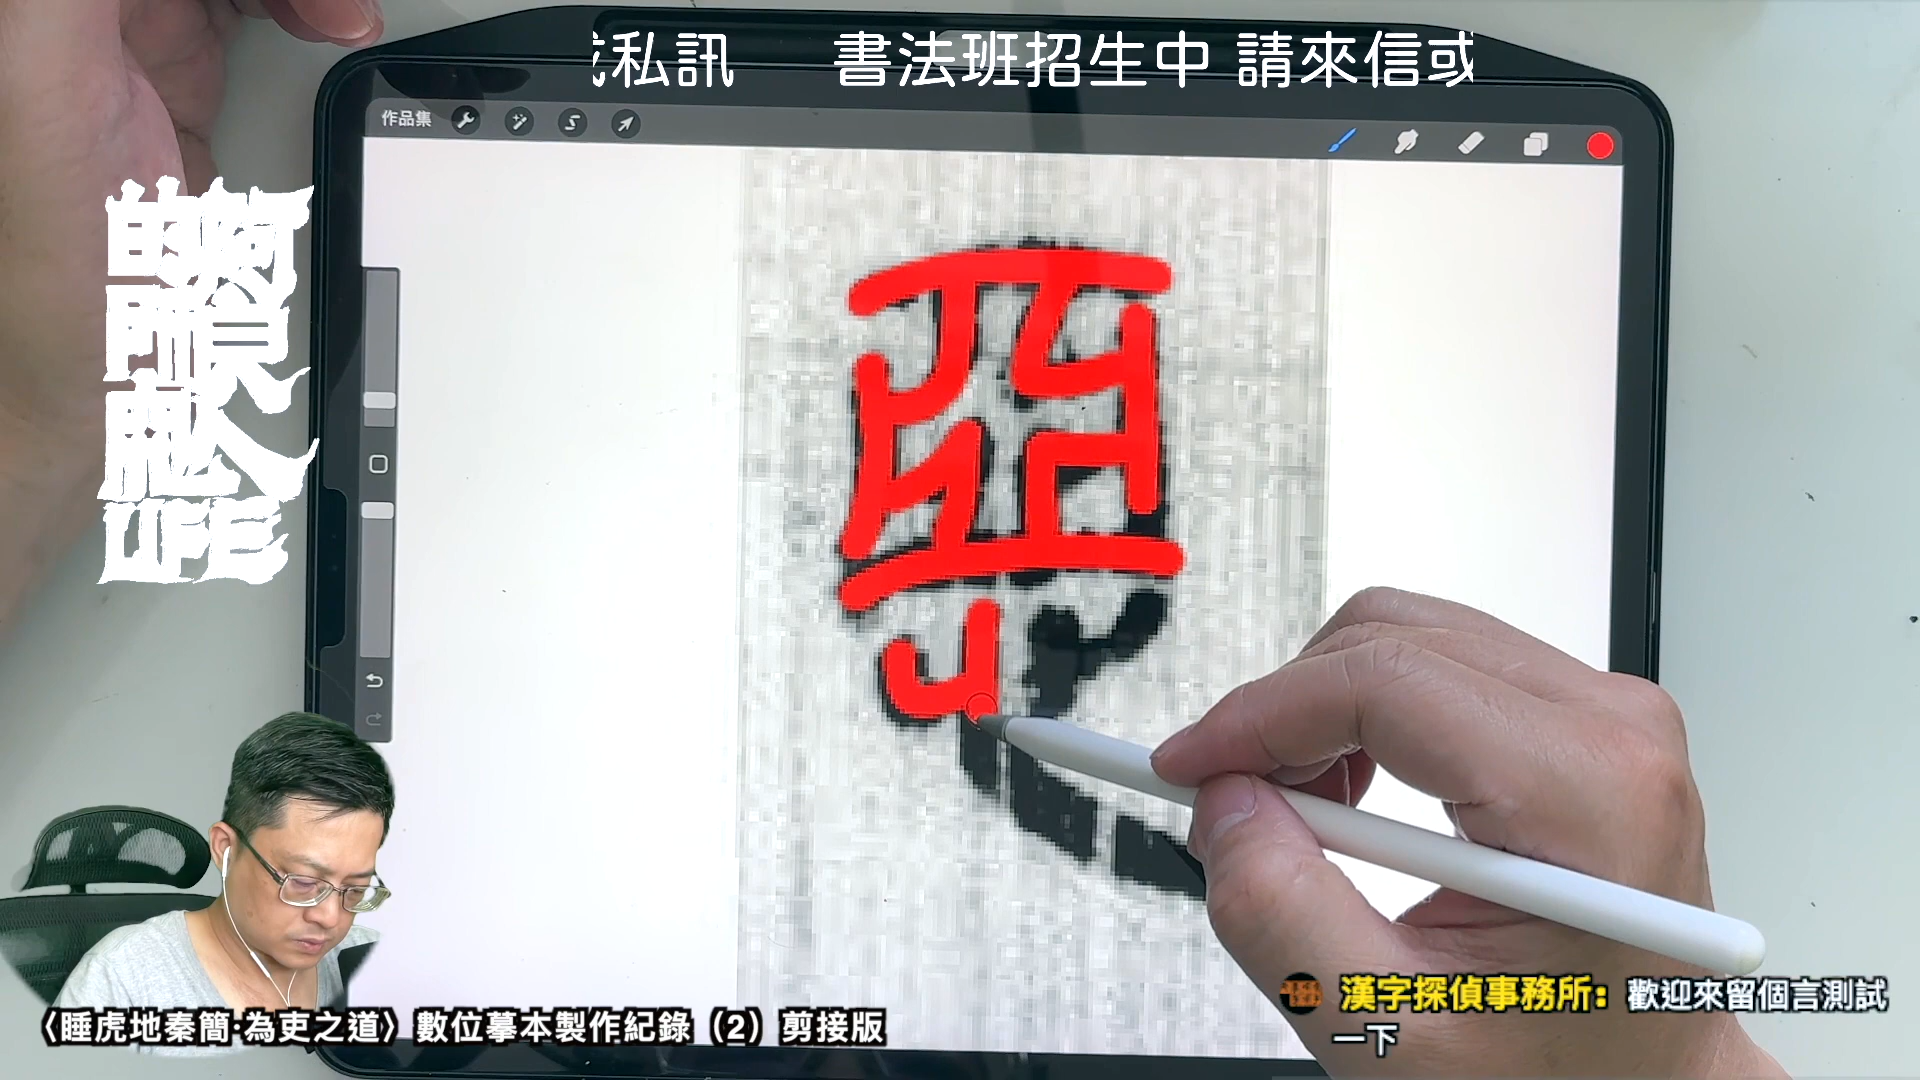 私訊 書法班招生中 請來信或
作品集
〈睡虎地秦簡·為吏之道〉數位摹本製作紀錄（2）剪接版
漢字探偵事務所：歡迎來留個言測試
一下